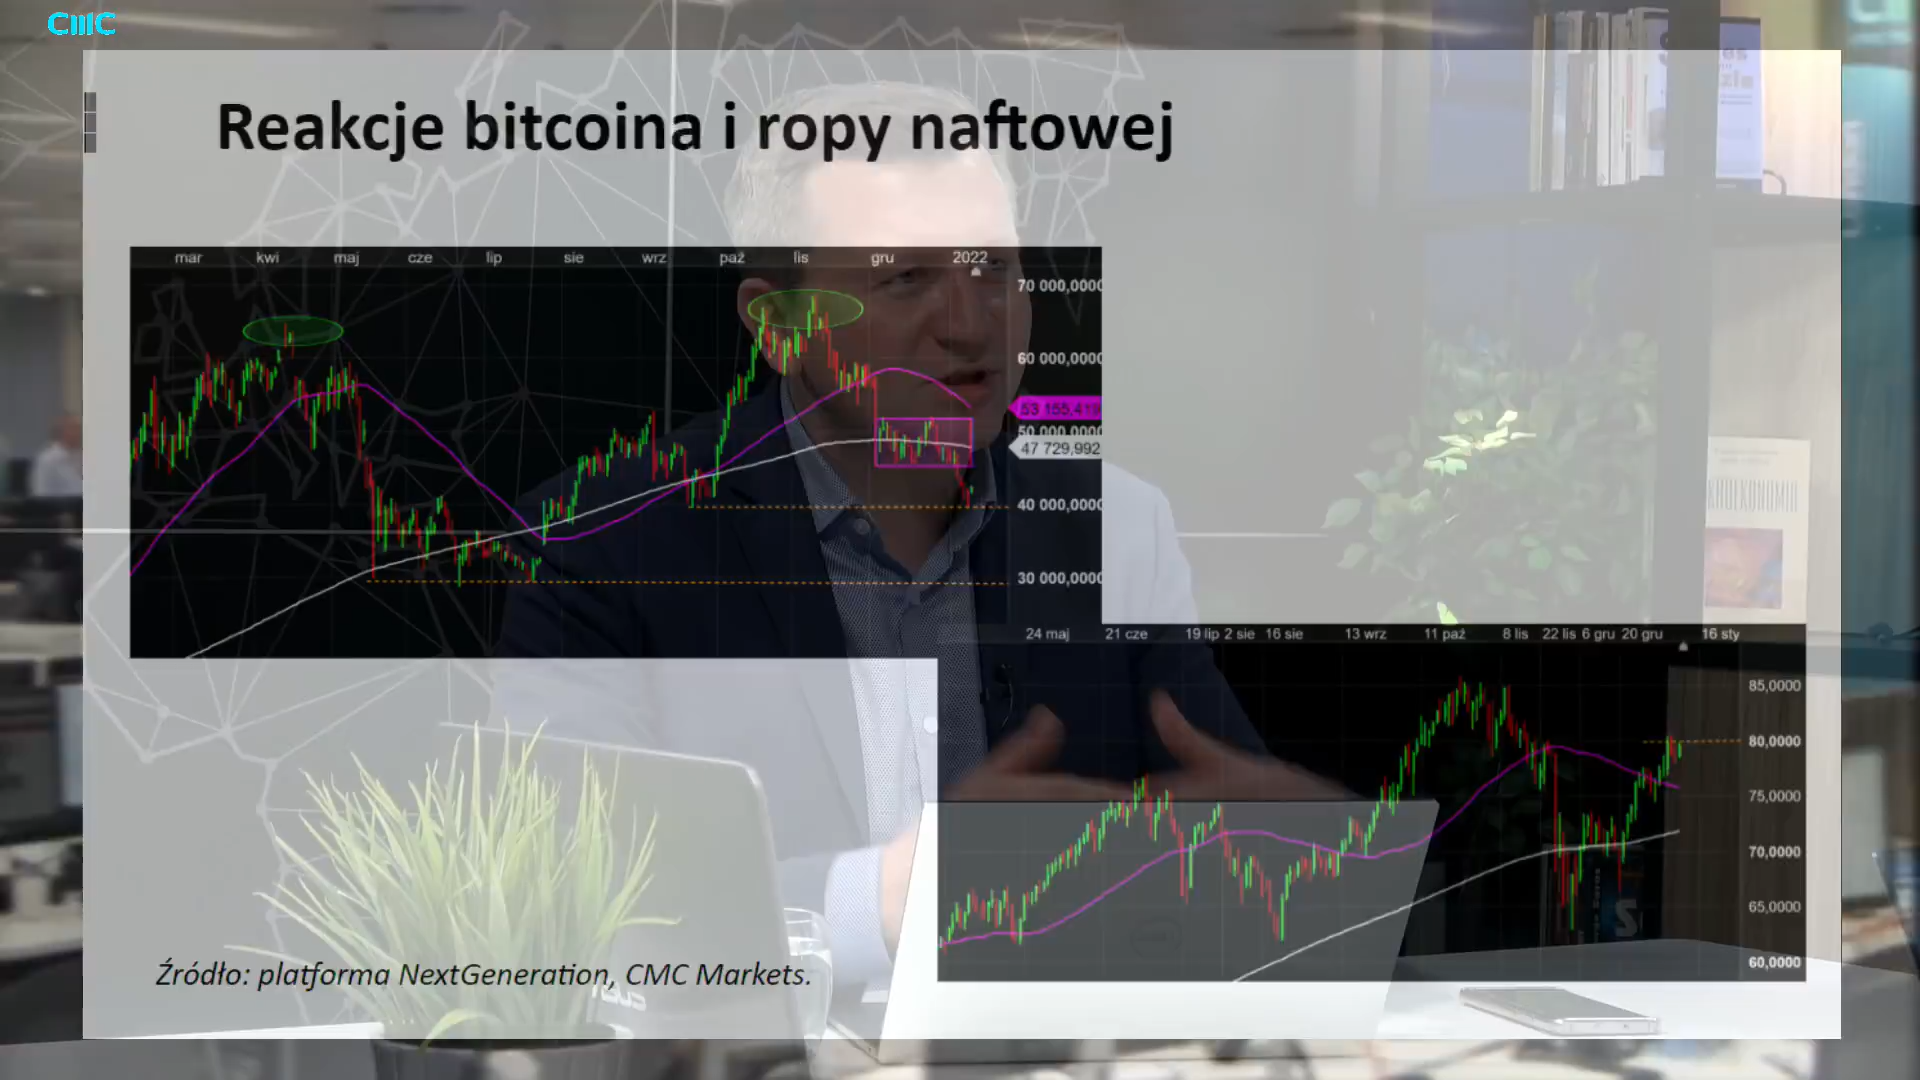 CMC
Reakcje bitcoina i ropy naftowej
mar kwi maj cze lip sie wrz paź lis gru 2022
70 000,0000
60 000,0000
53 155,419
50 000,0000
47 729,992
40 000,0000
30 000,0000
24 maj 21 cze 19 lip 2 sie 16 sie 13 wrz 11 paź 8 lis 22 lis 6 gru 20 gru 16 sty
85,0000
80,0000
75,0000
70,0000
65,0000
60,0000
Źródło: platforma NextGeneration, CMC Markets.